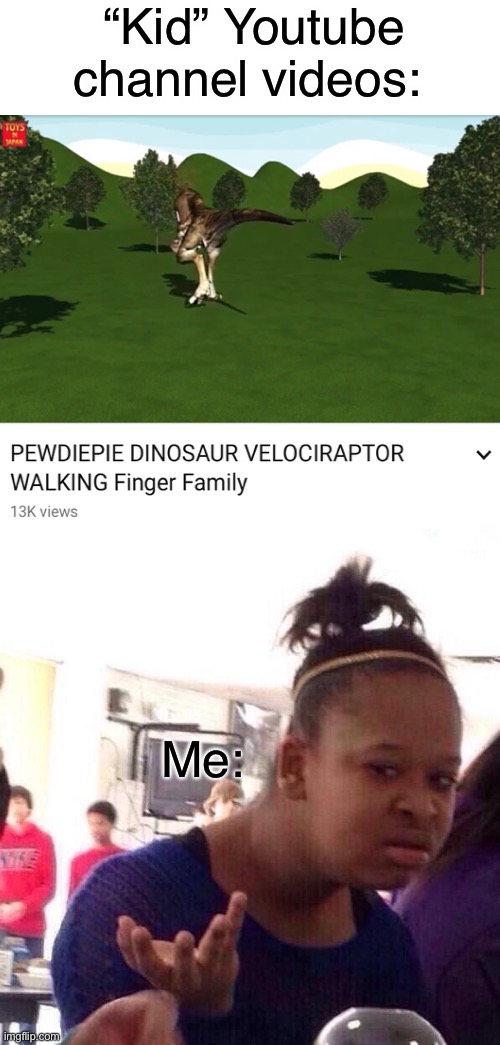 “Kid” Youtube
channel videos:
TOYS
IN
JAPAN
PEWDIEPIE DINOSAUR VELOCIRAPTOR
WALKING Finger Family
13K views
Me:
NIKE
imgflip.com